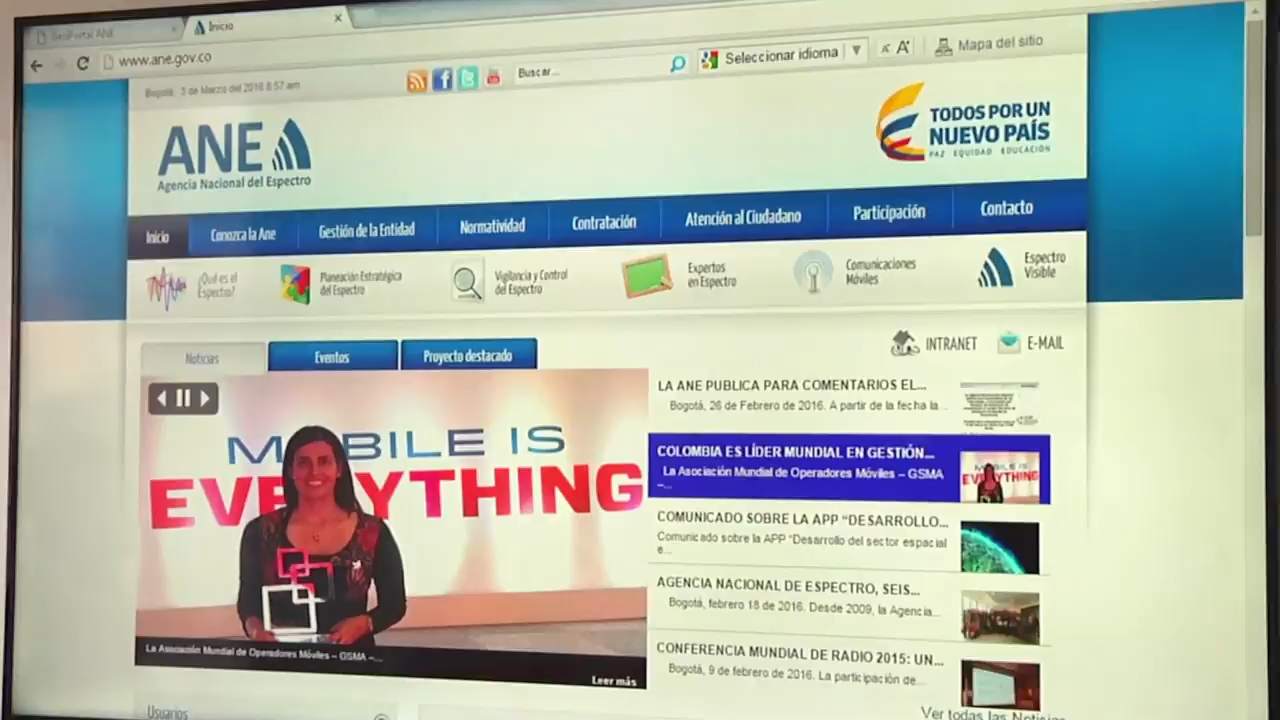 GeoPortal ANE
Inicio
www.ane.gov.co
Bogotá 3 de Marzo del 2016 8:57 am
Buscar...
Seleccionar idioma
A A
Mapa del sitio
ANE
Agencia Nacional del Espectro
TODOS POR UN
NUEVO PAÍS
PAZ EQUIDAD EDUCACIÓN
Inicio
Conozca la Ane
Gestión de la Entidad
Normatividad
Contratación
Atención al Ciudadano
Participación
Contacto
¿Qué es el
Espectro?
Planeación Estratégica
del Espectro
Vigilancia y Control
del Espectro
Expertos
en Espectro
Comunicaciones
Móviles
Espectro
Visible
INTRANET
E-MAIL
Noticias
Eventos
Proyecto destacado
MOBILE IS
EVERYTHING
La Asociación Mundial de Operadores Móviles – GSMA –...
Leer más
LA ANE PUBLICA PARA COMENTARIOS EL...
Bogotá, 26 de Febrero de 2016. A partir de la fecha la...
COLOMBIA ES LÍDER MUNDIAL EN GESTIÓN...
La Asociación Mundial de Operadores Móviles – GSMA
–...
COMUNICADO SOBRE LA APP “DESARROLLO...
Comunicado sobre la APP “Desarrollo del sector espacial
e...
AGENCIA NACIONAL DE ESPECTRO, SEIS...
Bogotá, febrero 18 de 2016. Desde 2009, la Agencia...
CONFERENCIA MUNDIAL DE RADIO 2015: UN...
Bogotá, 9 de febrero de 2016. La participación de...
Usuarios
Ver todas las Noticias